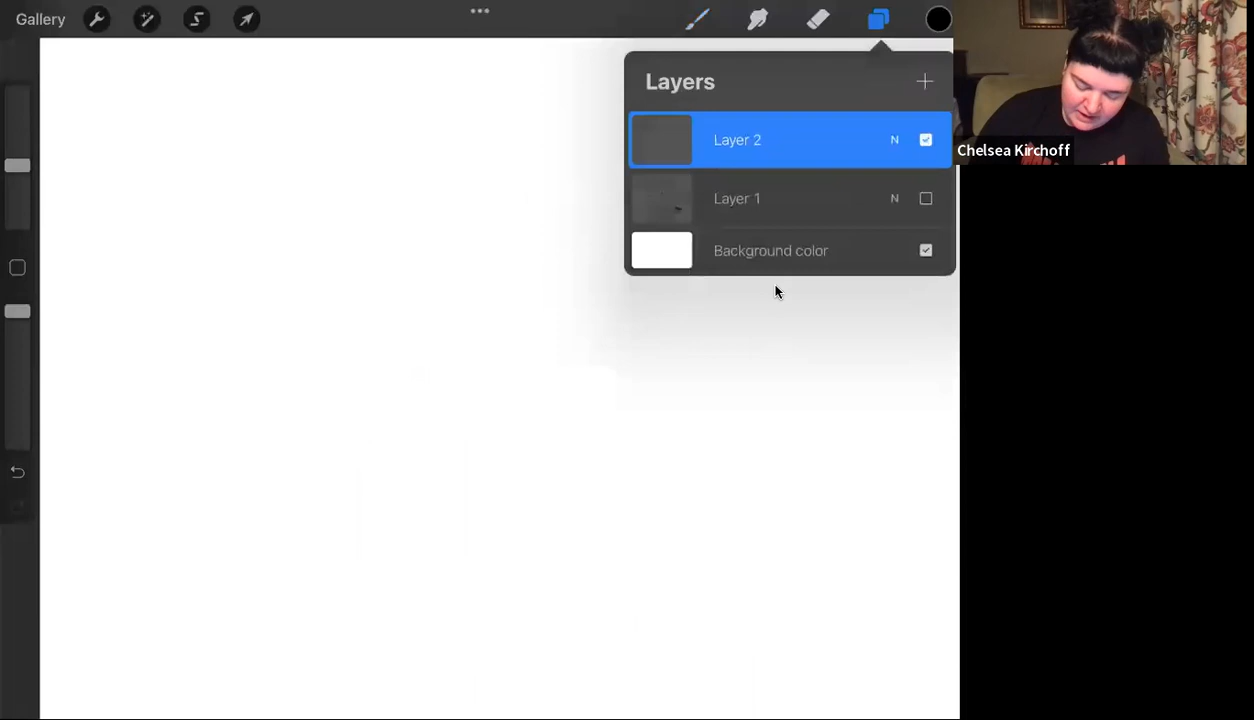 Gallery
Layers
Layer 2 N
Layer 1 N
Background color
Chelsea Kirchoff